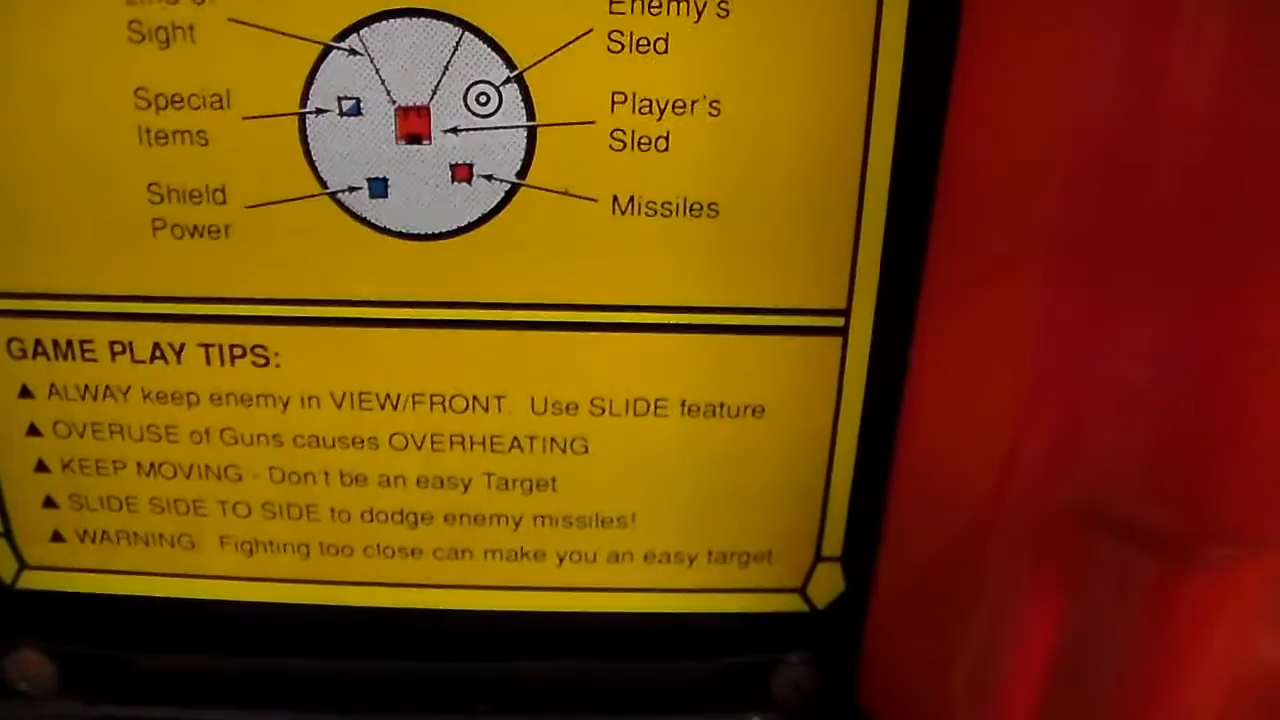 Sight
Special
Items
Shield
Power
Enemy's
Sled
Player's
Sled
Missiles
GAME PLAY TIPS:
▲ ALWAY keep enemy in VIEW/FRONT. Use SLIDE feature
▲ OVERUSE of Guns causes OVERHEATING
▲ KEEP MOVING - Don't be an easy Target
▲ SLIDE SIDE TO SIDE to dodge enemy missiles!
▲ WARNING Fighting too close can make you an easy target